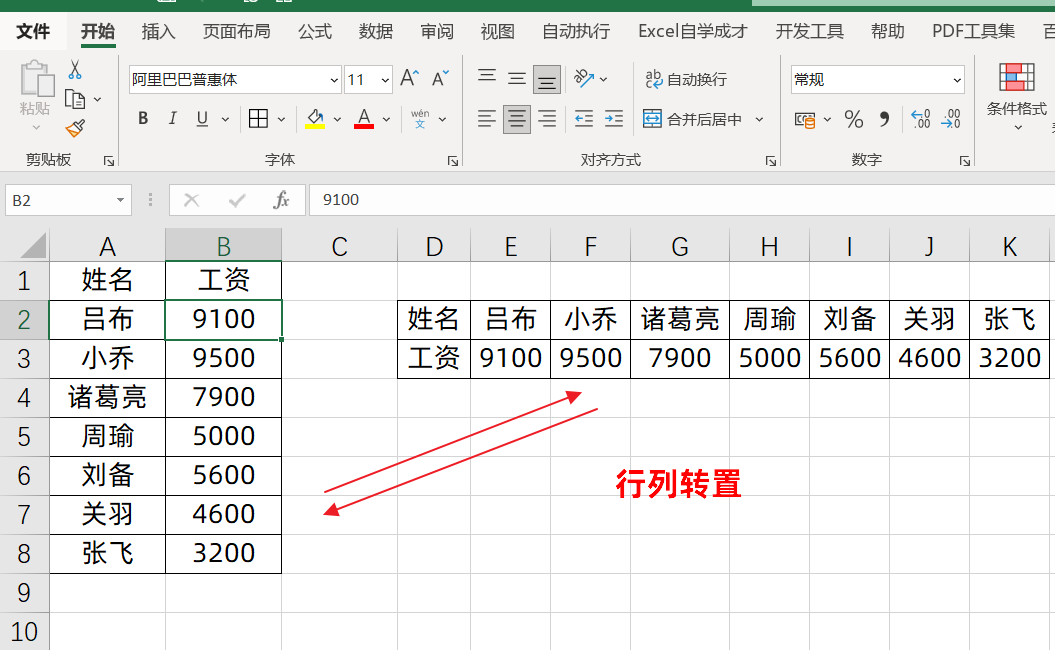 文件 开始 插入 页面布局 公式 数据 审阅 视图 自动执行 Excel自学成才 开发工具 帮助 PDF工具集
粘贴
剪贴板
阿里巴巴普惠体 11 A A
B I U A wén 文
字体
ab 自动换行
合并后居中
对齐方式
常规
% .00
数字
条件格式
B2 fx 9100
A B C D E F G H I J K
1 姓名 工资
2 吕布 9100 姓名 吕布 小乔 诸葛亮 周瑜 刘备 关羽 张飞
3 小乔 9500 工资 9100 9500 7900 5000 5600 4600 3200
4 诸葛亮 7900
5 周瑜 5000
6 刘备 5600
行列转置
7 关羽 4600
8 张飞 3200
9
10